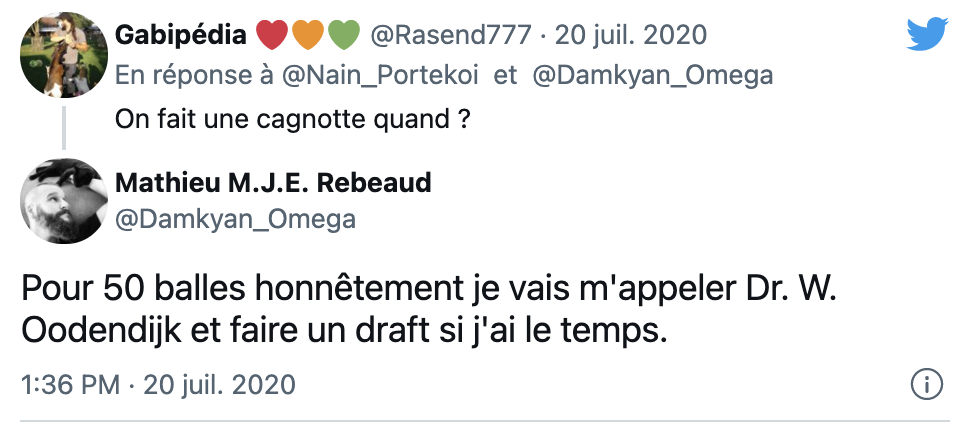 Gabipédia ❤️🧡💚 @Rasend777 · 20 juil. 2020
En réponse à @Nain_Portekoi et @Damkyan_Omega
On fait une cagnotte quand ?
Mathieu M.J.E. Rebeaud
@Damkyan_Omega
Pour 50 balles honnêtement je vais m'appeler Dr. W.
Oodendijk et faire un draft si j'ai le temps.
1:36 PM · 20 juil. 2020